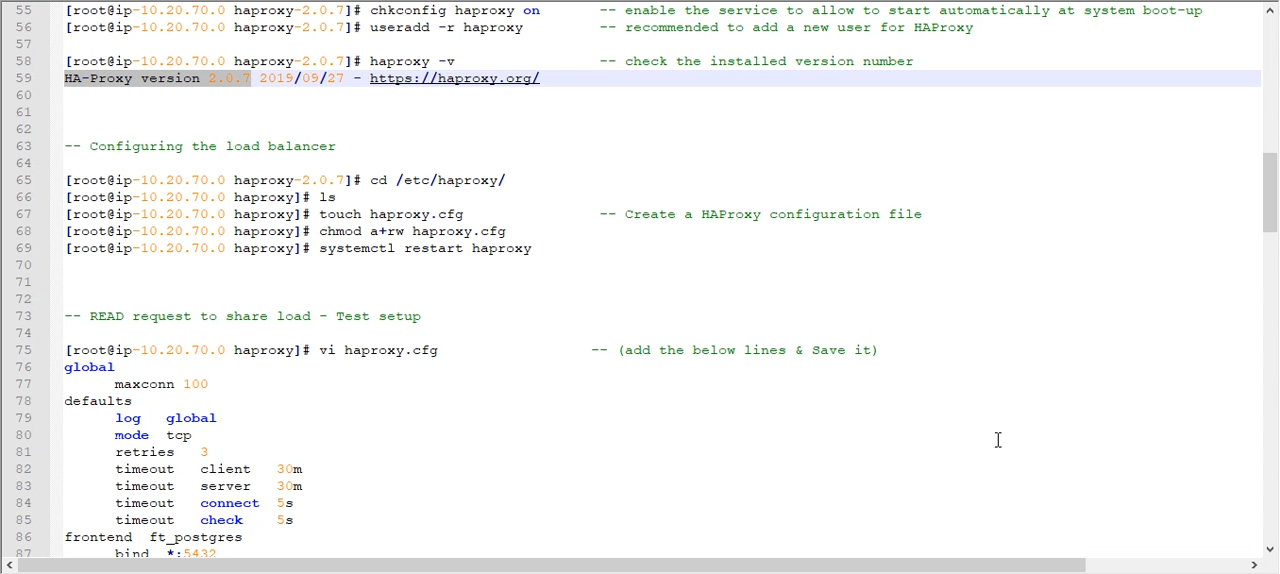 55 [root@ip-10.20.70.0 haproxy-2.0.7]# chkconfig haproxy on -- enable the service to allow to start automatically at system boot-up
56 [root@ip-10.20.70.0 haproxy-2.0.7]# useradd -r haproxy -- recommended to add a new user for HAProxy
57
58 [root@ip-10.20.70.0 haproxy-2.0.7]# haproxy -v -- check the installed version number
59 HA-Proxy version 2.0.7 2019/09/27 - https://haproxy.org/
60
61
62
63 -- Configuring the load balancer
64
65 [root@ip-10.20.70.0 haproxy-2.0.7]# cd /etc/haproxy/
66 [root@ip-10.20.70.0 haproxy]# ls
67 [root@ip-10.20.70.0 haproxy]# touch haproxy.cfg -- Create a HAProxy configuration file
68 [root@ip-10.20.70.0 haproxy]# chmod a+rw haproxy.cfg
69 [root@ip-10.20.70.0 haproxy]# systemctl restart haproxy
70
71
72
73 -- READ request to share load - Test setup
74
75 [root@ip-10.20.70.0 haproxy]# vi haproxy.cfg -- (add the below lines & Save it)
76 global
77 maxconn 100
78 defaults
79 log global
80 mode tcp
81 retries 3
82 timeout client 30m
83 timeout server 30m
84 timeout connect 5s
85 timeout check 5s
86 frontend ft_postgres
87 bind *:5432